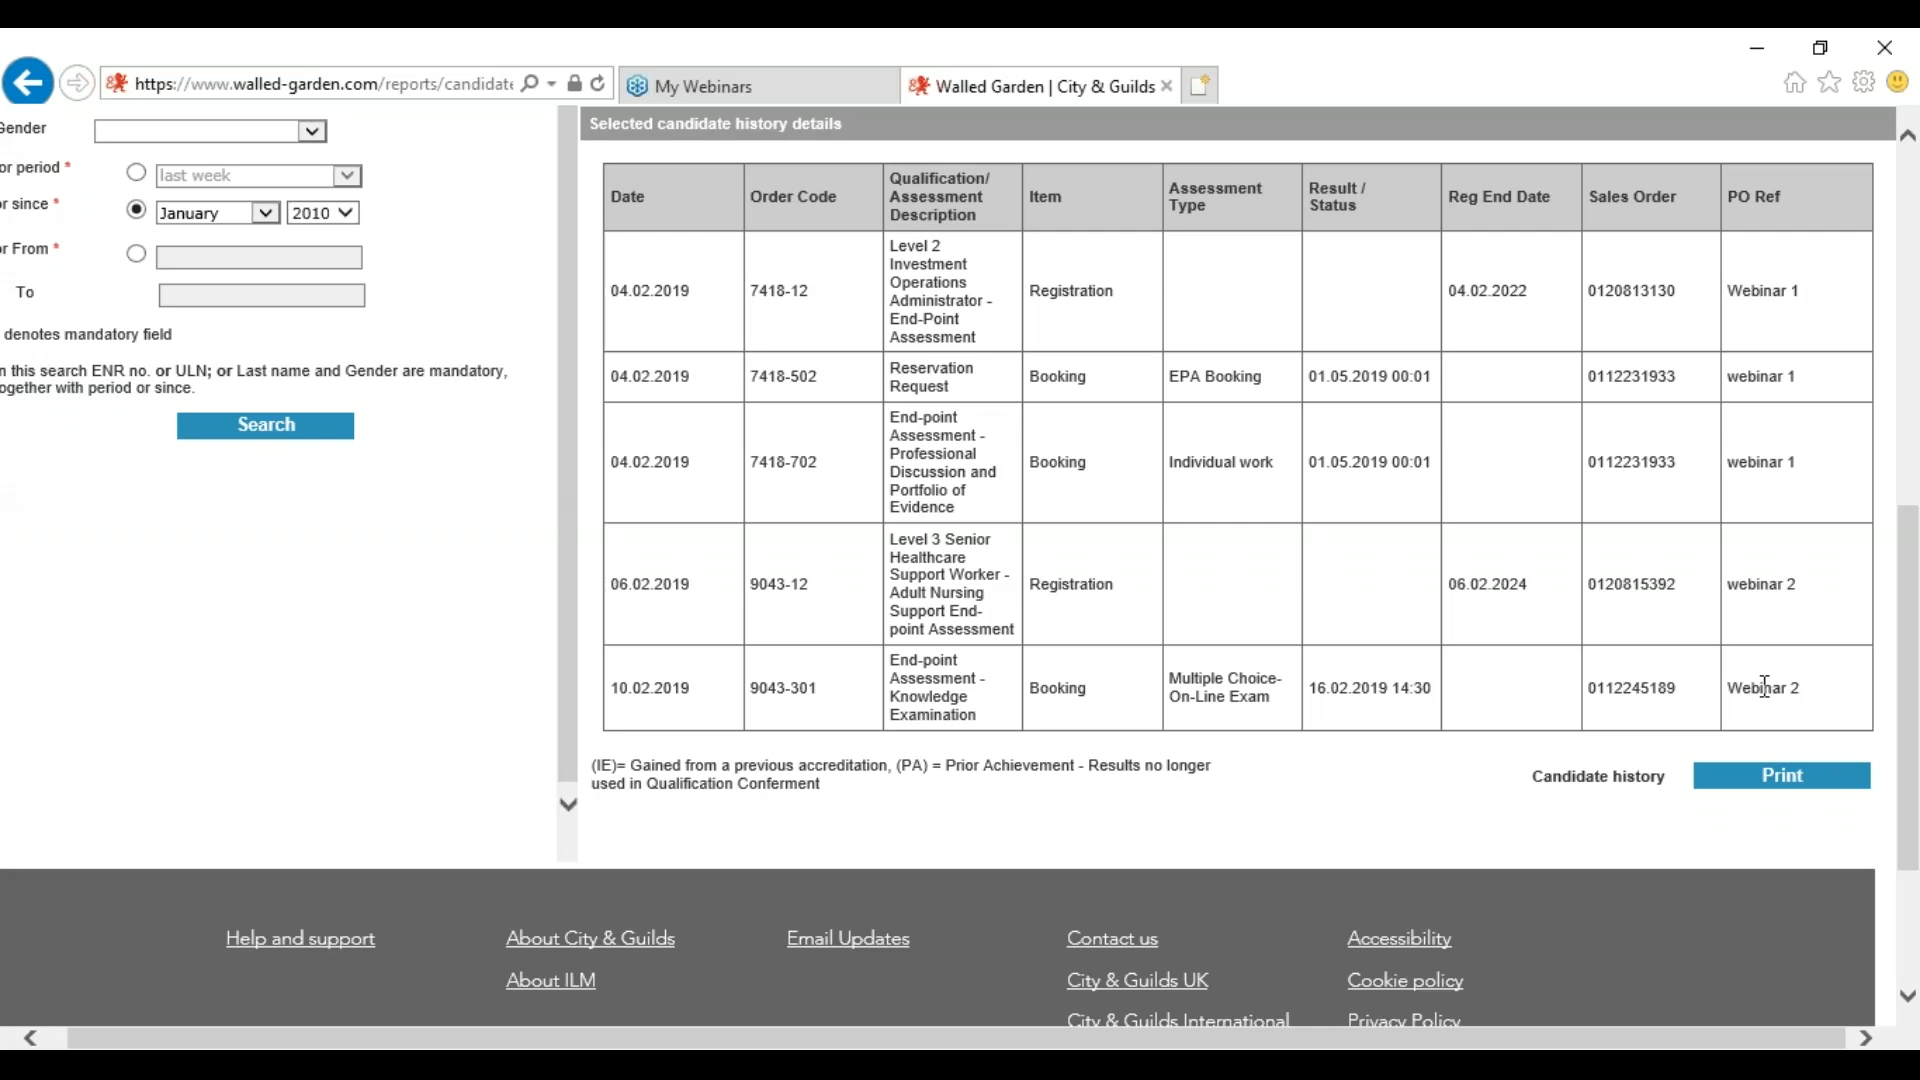 https://www.walled-garden.com/reports/candidate
My Webinars
Walled Garden | City & Guilds
Gender
or period *
last week
or since *
January
2010
or From *
To
denotes mandatory field
n this search ENR no. or ULN; or Last name and Gender are mandatory,
ogether with period or since.
Search
Selected candidate history details
Date
Order Code
Qualification/
Assessment
Description
Item
Assessment
Type
Result /
Status
Reg End Date
Sales Order
PO Ref
04.02.2019
7418-12
Level 2
Investment
Operations
Administrator -
End-Point
Assessment
Registration
04.02.2022
0120813130
Webinar 1
04.02.2019
7418-502
Reservation
Request
Booking
EPA Booking
01.05.2019 00:01
0112231933
webinar 1
04.02.2019
7418-702
End-point
Assessment -
Professional
Discussion and
Portfolio of
Evidence
Booking
Individual work
01.05.2019 00:01
0112231933
webinar 1
06.02.2019
9043-12
Level 3 Senior
Healthcare
Support Worker -
Adult Nursing
Support End-
point Assessment
Registration
06.02.2024
0120815392
webinar 2
10.02.2019
9043-301
End-point
Assessment -
Knowledge
Examination
Booking
Multiple Choice-
On-Line Exam
16.02.2019 14:30
0112245189
Webinar 2
(IE)= Gained from a previous accreditation, (PA) = Prior Achievement - Results no longer
used in Qualification Conferment
Candidate history
Print
Help and support
About City & Guilds
About ILM
Email Updates
Contact us
City & Guilds UK
City & Guilds International
Accessibility
Cookie policy
Privacy Policy